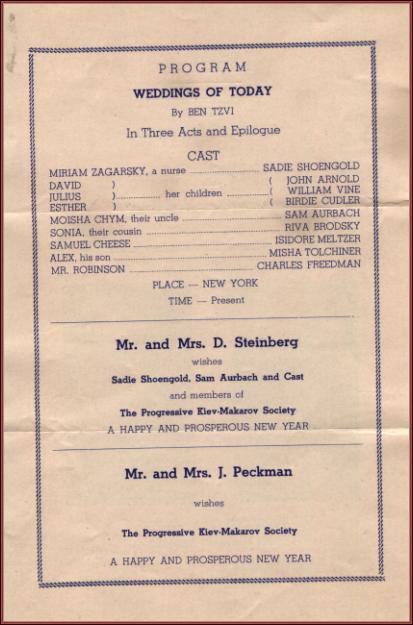 PROGRAM
WEDDINGS OF TODAY
By BEN TZVI
In Three Acts and Epilogue
CAST
MIRIAM ZAGARSKY, a nurse ............ SADIE SHOENGOLD
DAVID ) ( JOHN ARNOLD
JULIUS ) ............ her children ............ ( WILLIAM VINE
ESTHER ) ( BIRDIE CUDLER
MOISHA CHYM, their uncle ............ SAM AURBACH
SONIA, their cousin ............ RIVA BRODSKY
SAMUEL CHEESE ............ ISIDORE MELTZER
ALEX, his son ............ MISHA TOLCHINER
MR. ROBINSON ............ CHARLES FREEDMAN
PLACE — NEW YORK
TIME — Present
Mr. and Mrs. D. Steinberg
wishes
Sadie Shoengold, Sam Aurbach and Cast
and members of
The Progressive Kiev-Makarov Society
A HAPPY AND PROSPEROUS NEW YEAR
Mr. and Mrs. J. Peckman
wishes
The Progressive Kiev-Makarov Society
A HAPPY AND PROSPEROUS NEW YEAR